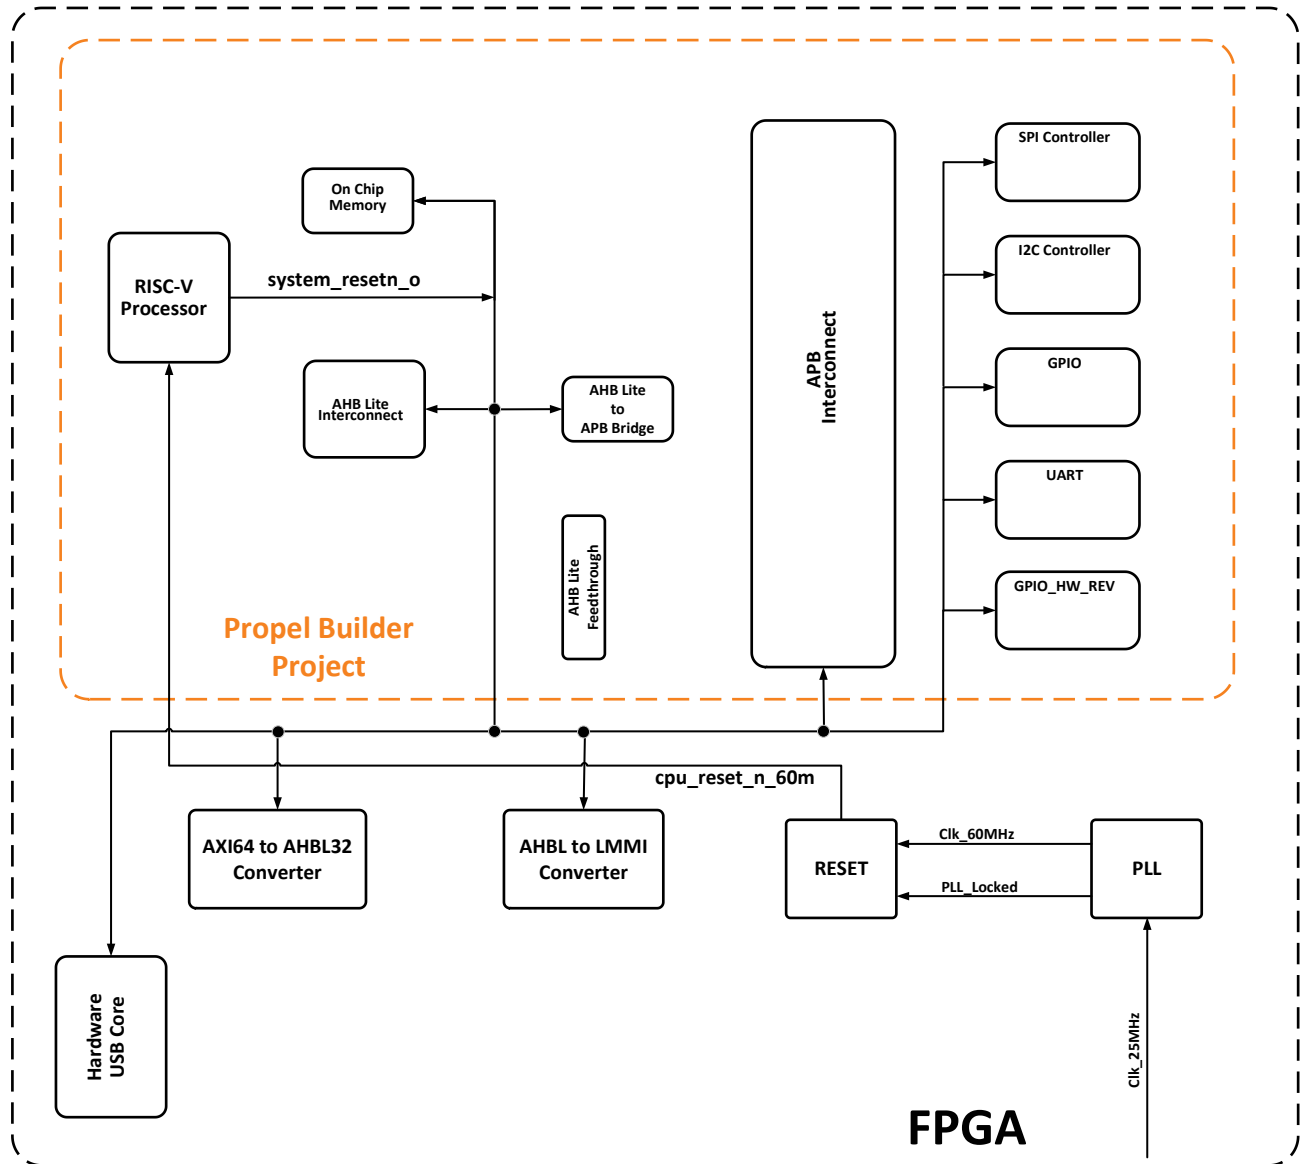 SPI Controller
On Chip
Memory
I2C Controller
RISC-V
Processor
system_resetn_o
APB
Interconnect
GPIO
AHB Lite
Interconnect
AHB Lite
to
APB Bridge
UART
AHB Lite
Feedthrough
GPIO_HW_REV
Propel Builder
Project
cpu_reset_n_60m
AXI64 to AHBL32
Converter
AHBL to LMMI
Converter
RESET
Clk_60MHz
PLL_Locked
PLL
Hardware
USB Core
Clk_25MHz
FPGA